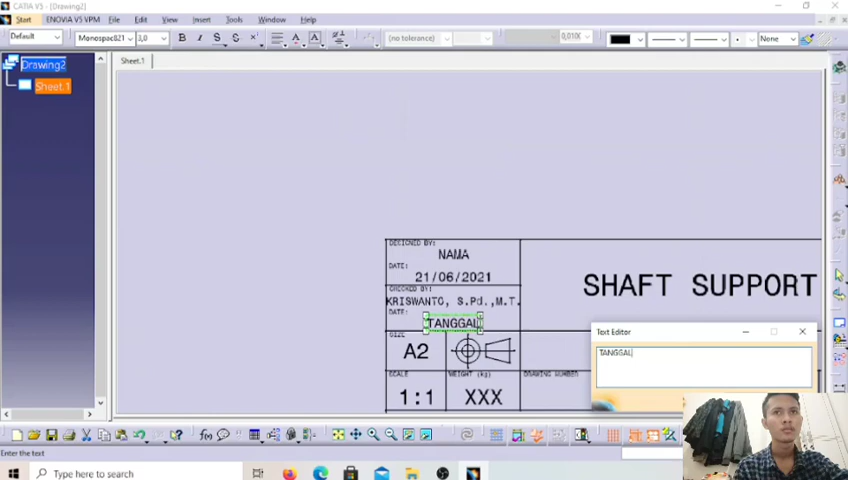 CATIA V5 - [Drawing2]
Start ENOVIA V5 VPM File Edit View Insert Tools Window Help
Default Monospac821 3,0 (no tolerance) 0,010X None
Drawing2
Sheet.1
Sheet.1
DESIGNED BY:
NAMA
DATE:
21/06/2021
CHECKED BY:
KRISWANTO, S.Pd.,M.T.
DATE:
TANGGAL
SIZE
A2
SCALE
1:1
WEIGHT (kg)
XXX
DRAWING NUMBER
SHAFT SUPPORT
Text Editor
TANGGAL
Enter the text
Type here to search